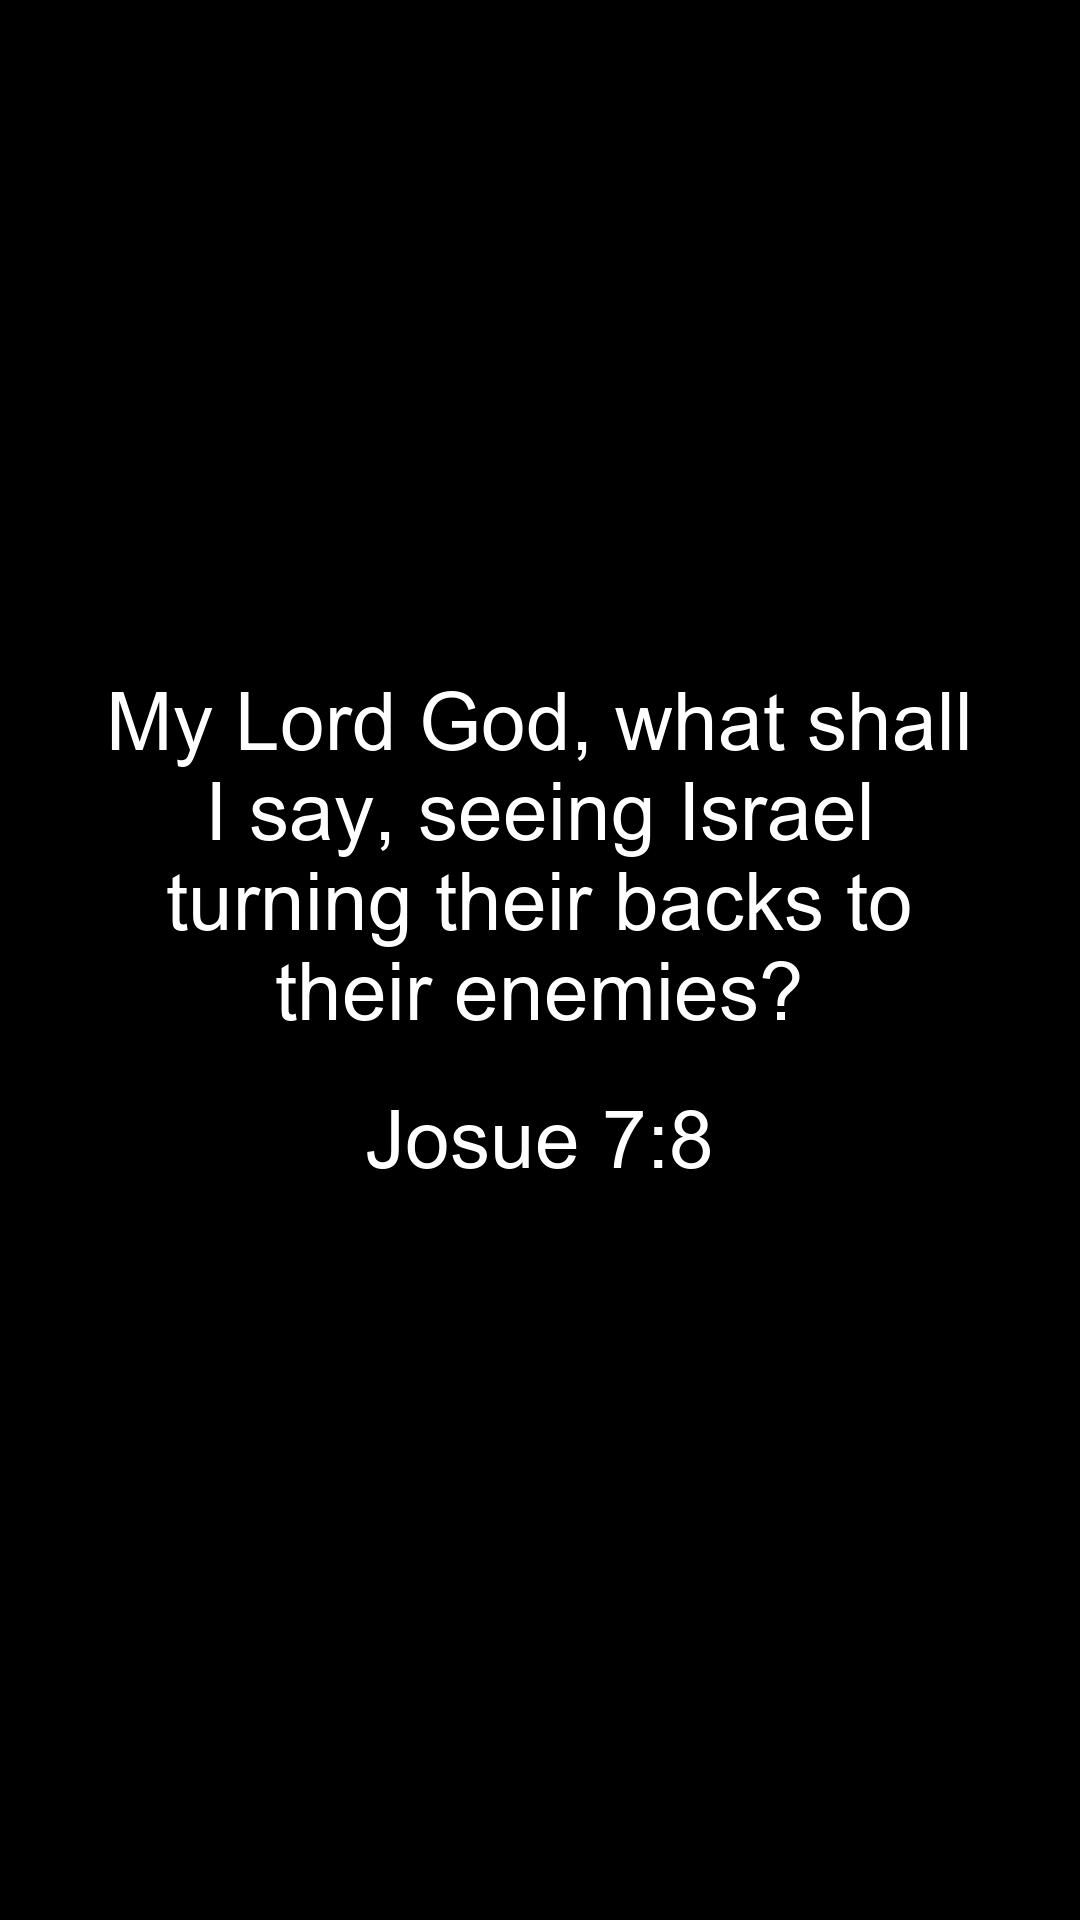 My Lord God, what shall
I say, seeing Israel
turning their backs to
their enemies?
Josue 7:8